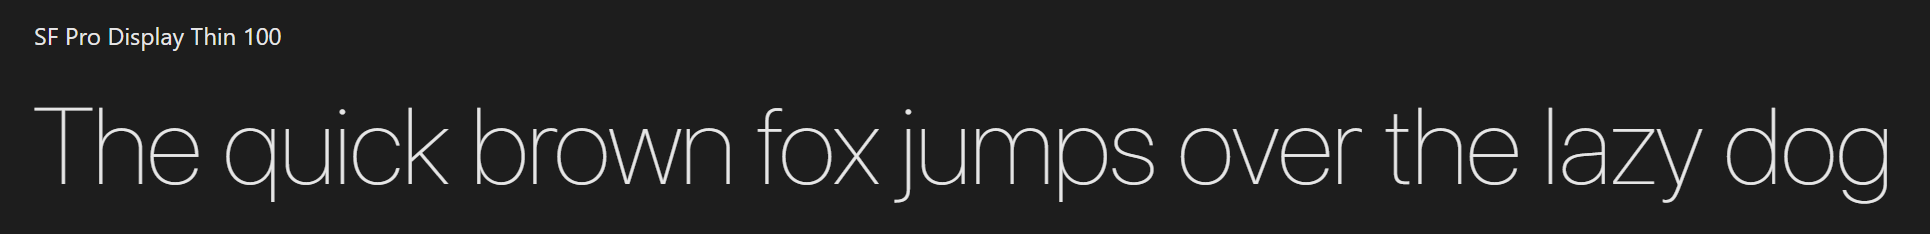 SF Pro Display Thin 100
The quick brown fox jumps over the lazy dog